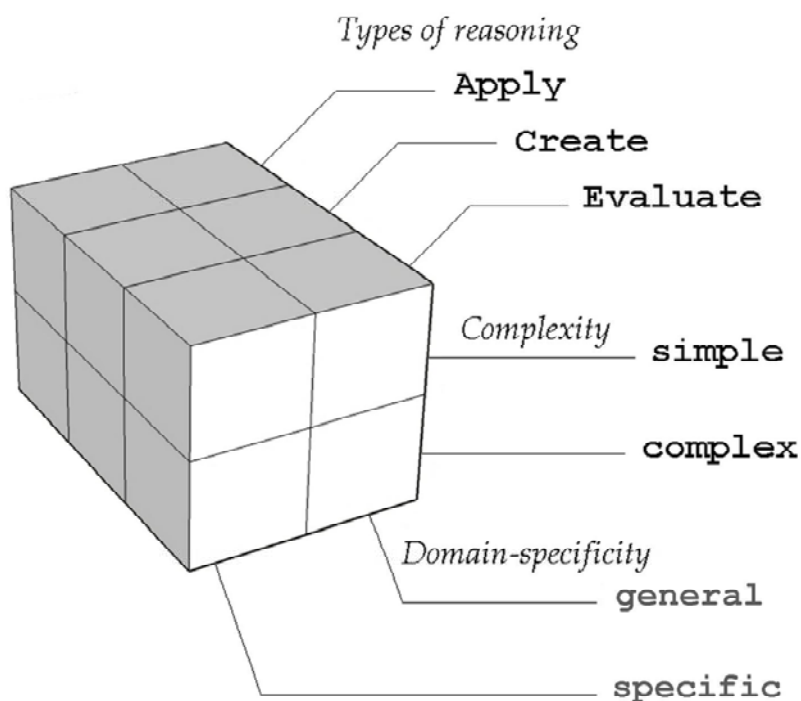 Types of reasoning
Apply
Create
Evaluate
Complexity
simple
complex
Domain-specificity
general
specific